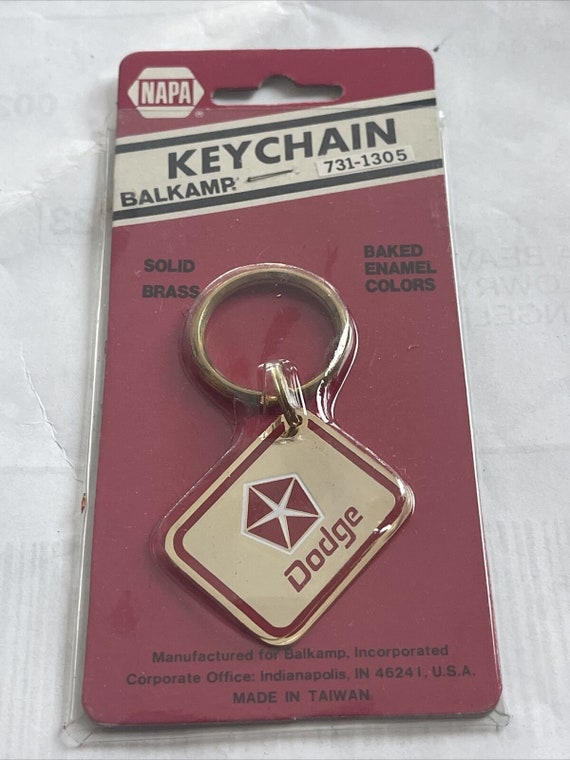 NAPA
®
KEYCHAIN
BALKAMP
731-1305
SOLID
BRASS
BAKED
ENAMEL
COLORS
Dodge
Manufactured for Balkamp, Incorporated
Corporate Office: Indianapolis, IN 46241, U.S.A.
MADE IN TAIWAN